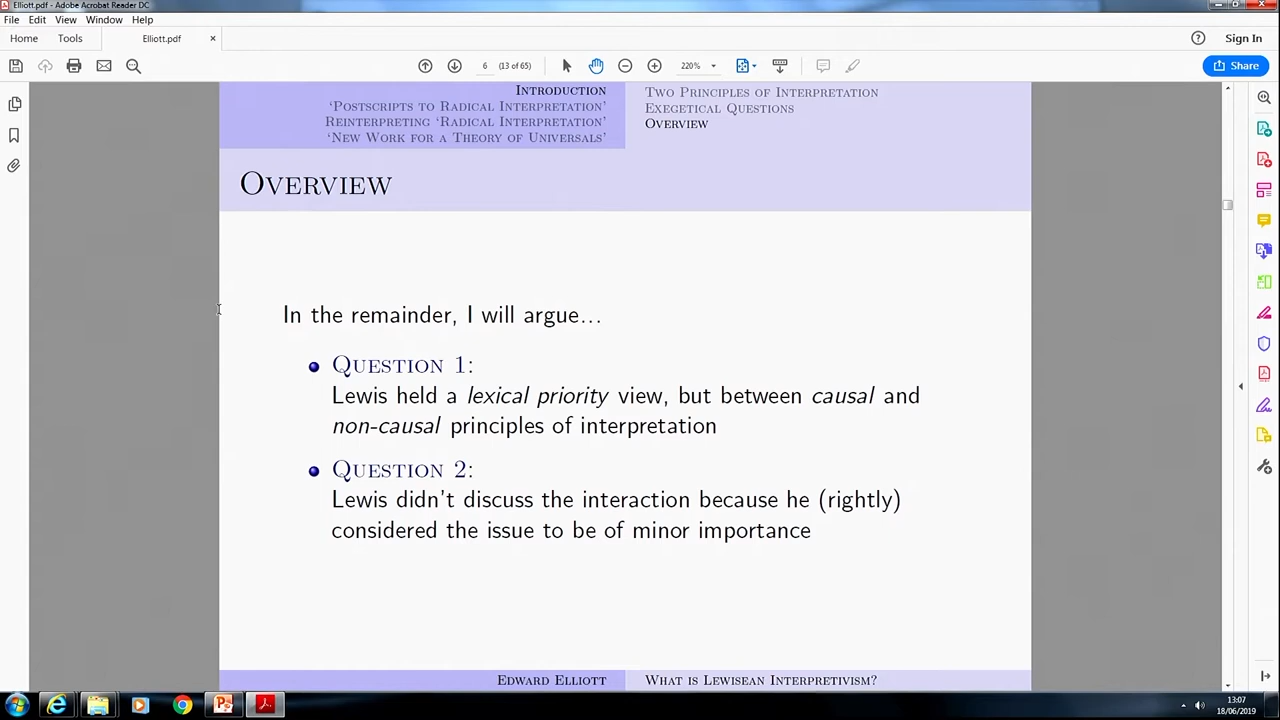 Elliott.pdf - Adobe Acrobat Reader DC
File Edit View Window Help
Home Tools Elliott.pdf × Sign In
6 (13 of 65) 220% Share
Introduction
'Postscripts to Radical Interpretation'
Reinterpreting 'Radical Interpretation'
'New Work for a Theory of Universals'
Two Principles of Interpretation
Exegetical Questions
Overview
Overview
In the remainder, I will argue...
Question 1:
Lewis held a lexical priority view, but between causal and
non-causal principles of interpretation
Question 2:
Lewis didn't discuss the interaction because he (rightly)
considered the issue to be of minor importance
Edward Elliott What is Lewisean Interpretivism?
13:07
18/06/2019